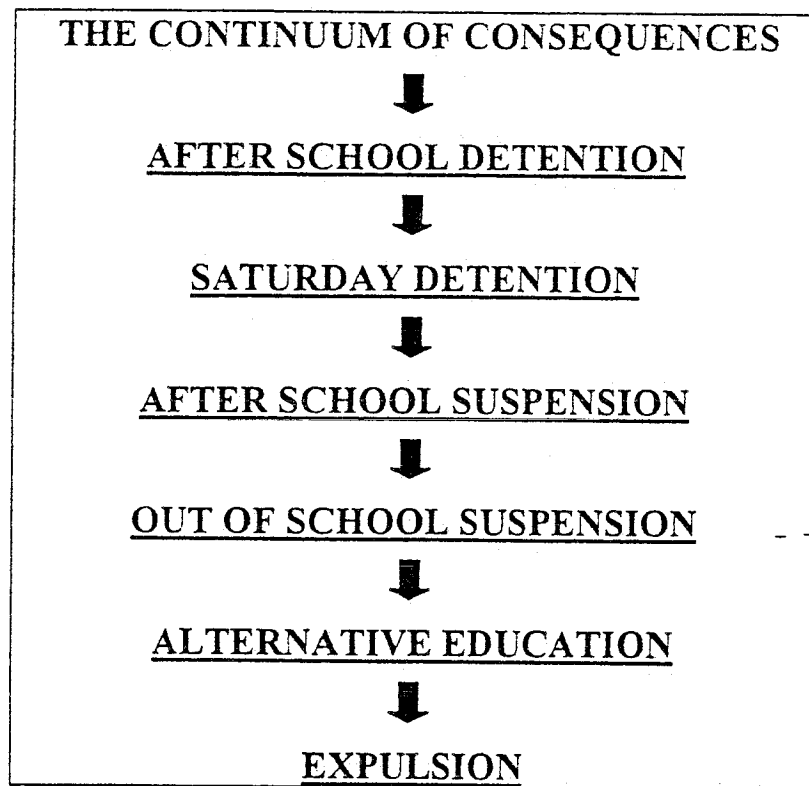 THE CONTINUUM OF CONSEQUENCES
AFTER SCHOOL DETENTION
SATURDAY DETENTION
AFTER SCHOOL SUSPENSION
OUT OF SCHOOL SUSPENSION
ALTERNATIVE EDUCATION
EXPULSION